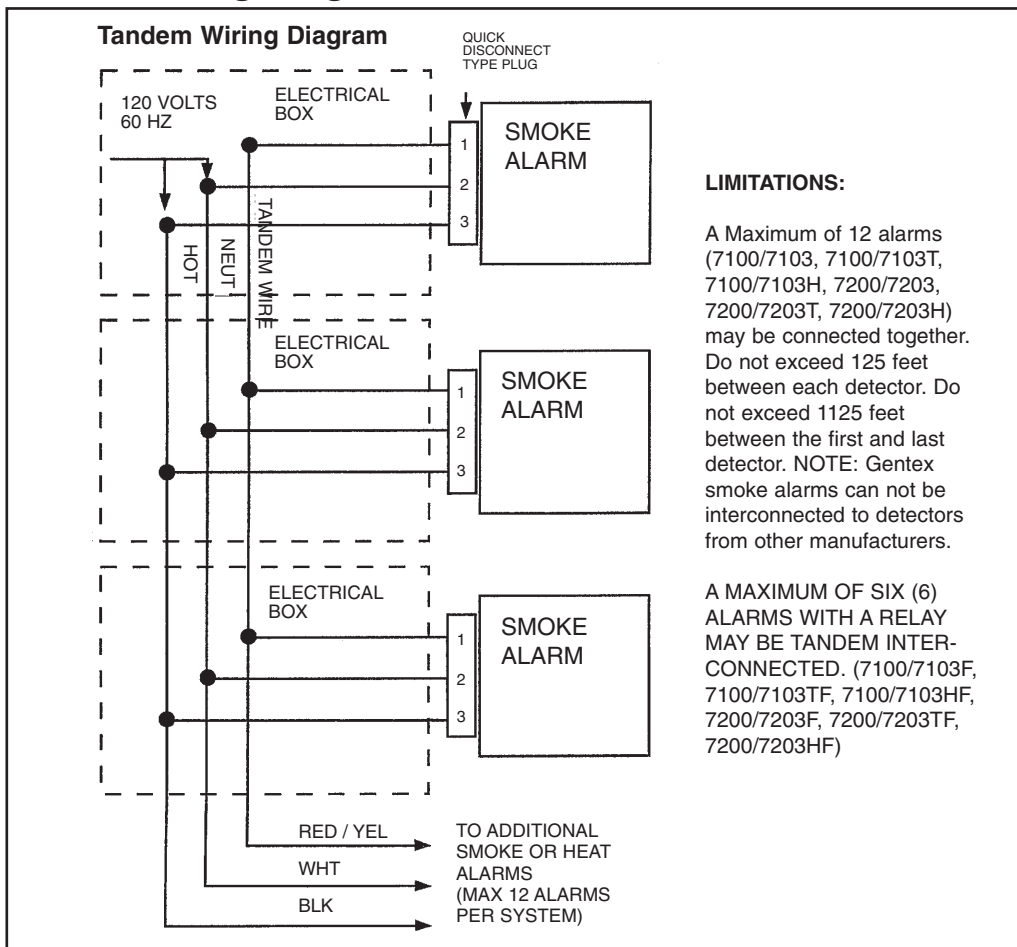 Tandem Wiring Diagram
QUICK
DISCONNECT
TYPE PLUG
120 VOLTS
60 HZ
ELECTRICAL
BOX
1
2
3
SMOKE
ALARM
HOT
NEUT
TANDEM WIRE
ELECTRICAL
BOX
1
2
3
SMOKE
ALARM
ELECTRICAL
BOX
1
2
3
SMOKE
ALARM
RED / YEL
WHT
BLK
TO ADDITIONAL
SMOKE OR HEAT
ALARMS
(MAX 12 ALARMS
PER SYSTEM)
LIMITATIONS:
A Maximum of 12 alarms
(7100/7103, 7100/7103T,
7100/7103H, 7200/7203,
7200/7203T, 7200/7203H)
may be connected together.
Do not exceed 125 feet
between each detector. Do
not exceed 1125 feet
between the first and last
detector. NOTE: Gentex
smoke alarms can not be
interconnected to detectors
from other manufacturers.
A MAXIMUM OF SIX (6)
ALARMS WITH A RELAY
MAY BE TANDEM INTER-
CONNECTED. (7100/7103F,
7100/7103TF, 7100/7103HF,
7200/7203F, 7200/7203TF,
7200/7203HF)